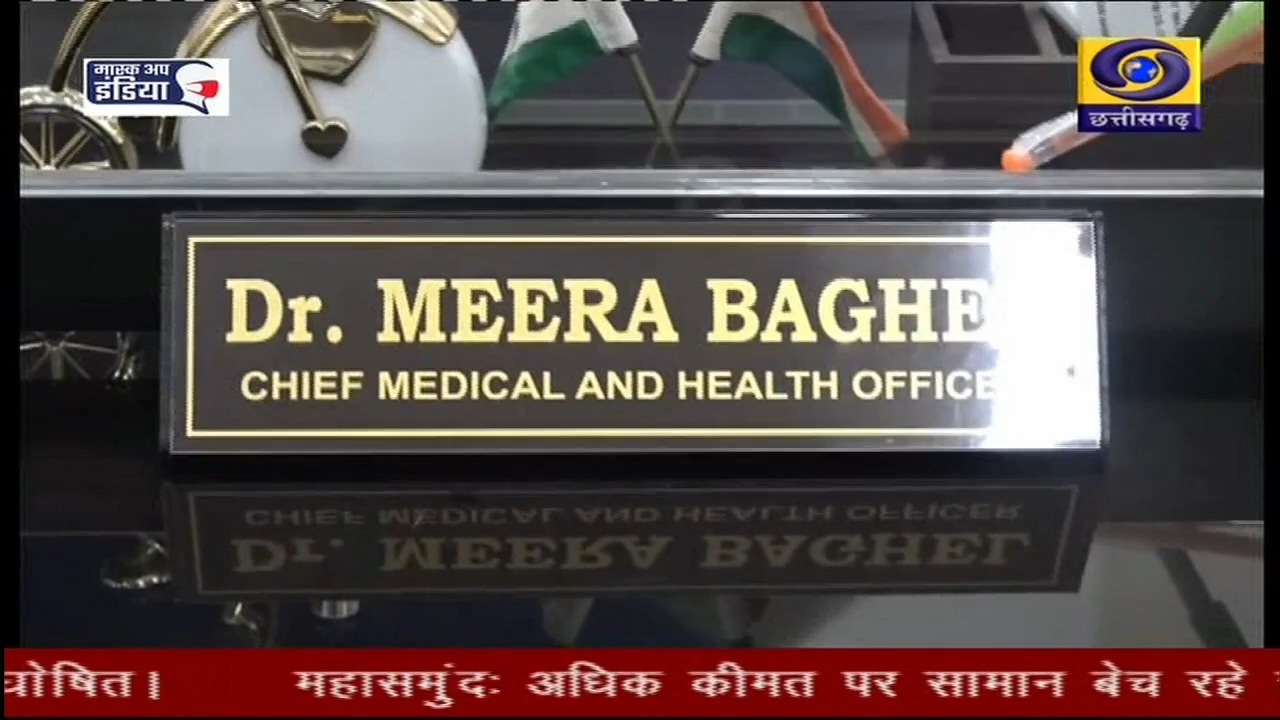 मास्क अप
इंडिया
छत्तीसगढ़
Dr. MEERA BAGHE
CHIEF MEDICAL AND HEALTH OFFICE
CHIEF MEDICAL AND HEALTH OFFICER
Dr. MEERA BAGHEL
घोषित। महासमुंदः अधिक कीमत पर सामान बेच रहे